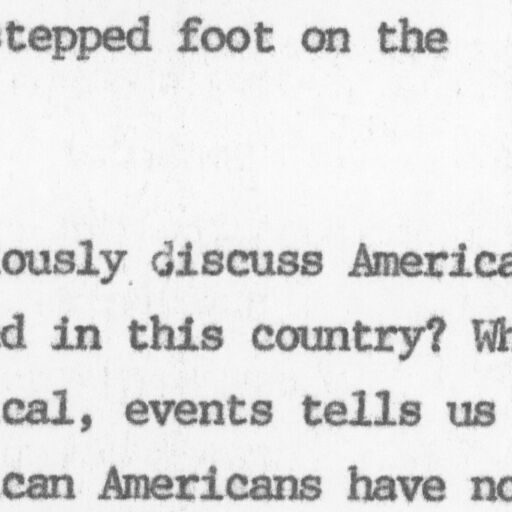 stepped foot on the
ously discuss America
d in this country? Wh
cal, events tells us
can Americans have no